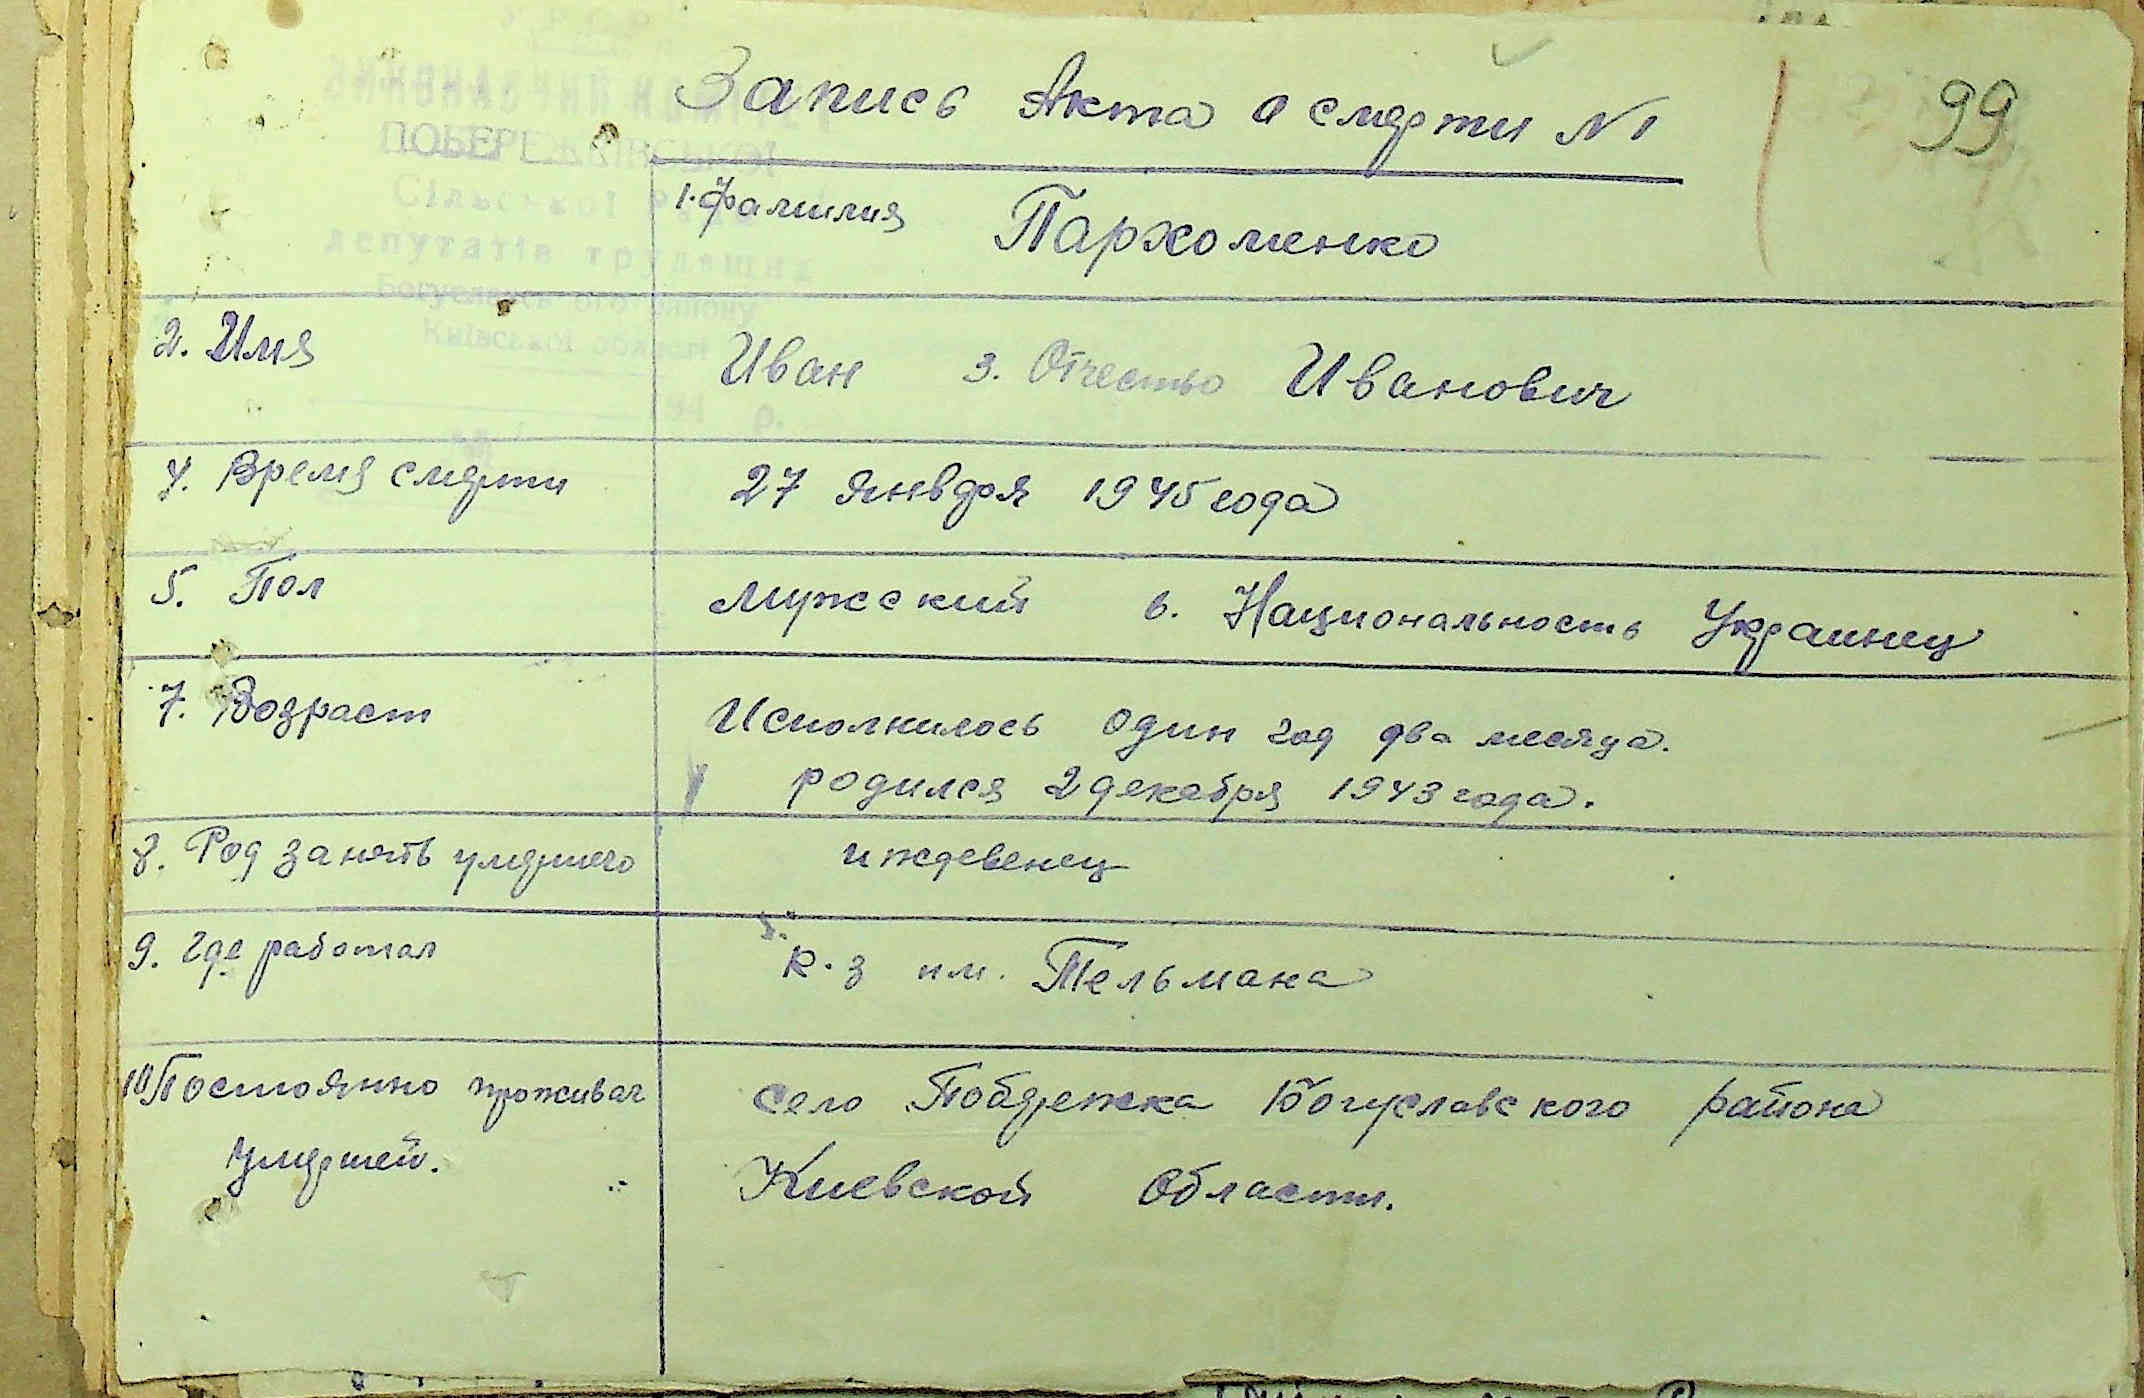 Запись Акта о смерти N 1
99
1. Фамилия Пархоменко
2. Имя Иван 3. Отчество Иванович
4. Время смерти 27 января 1945 года
5. Пол мужский 6. Национальность Украинец
7. Возраст Исполнилось один год два месяца.
родился 2 декабря 1943 года.
8. Род занять умершего иждевенец
9. Где работал к-з им. Тельмана
10 Постоянно проживал село Побережка Богуславского района
умершей. Киевской Области.
ПОБЕРЕЖКІВСЬКОЇ
Сільської
депутатів трудящих
Богуславського району
Київської області
194 р.